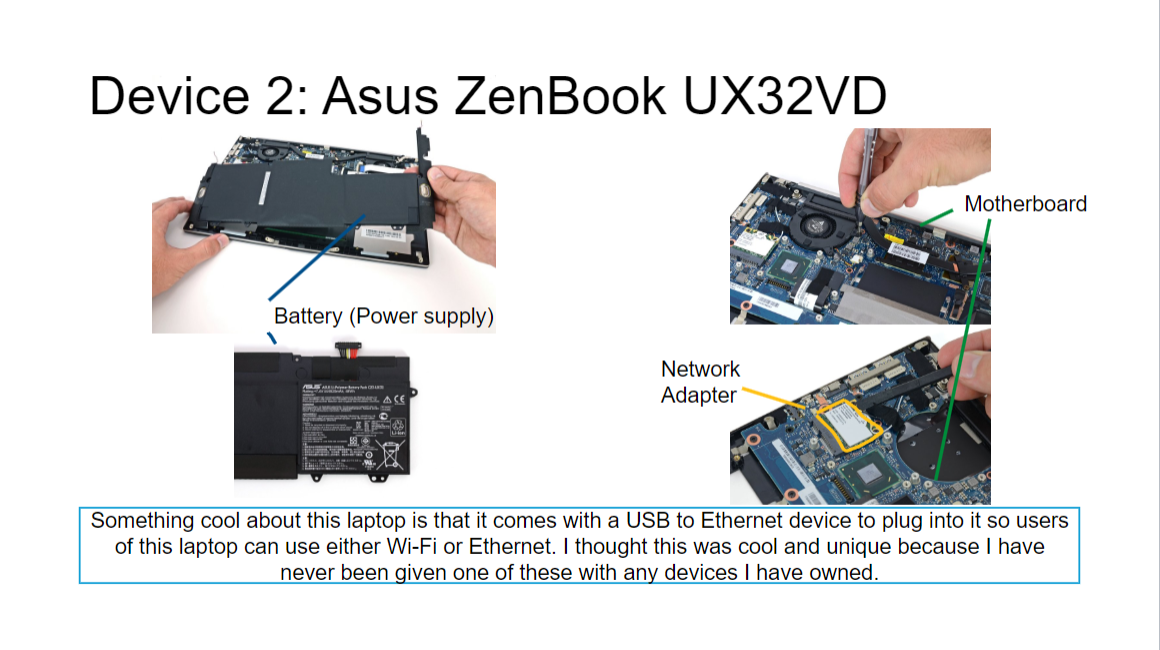 Device 2: Asus ZenBook UX32VD
Motherboard
Battery (Power supply)
Network
Adapter
ASUS
Something cool about this laptop is that it comes with a USB to Ethernet device to plug into it so users
of this laptop can use either Wi-Fi or Ethernet. I thought this was cool and unique because I have
never been given one of these with any devices I have owned.